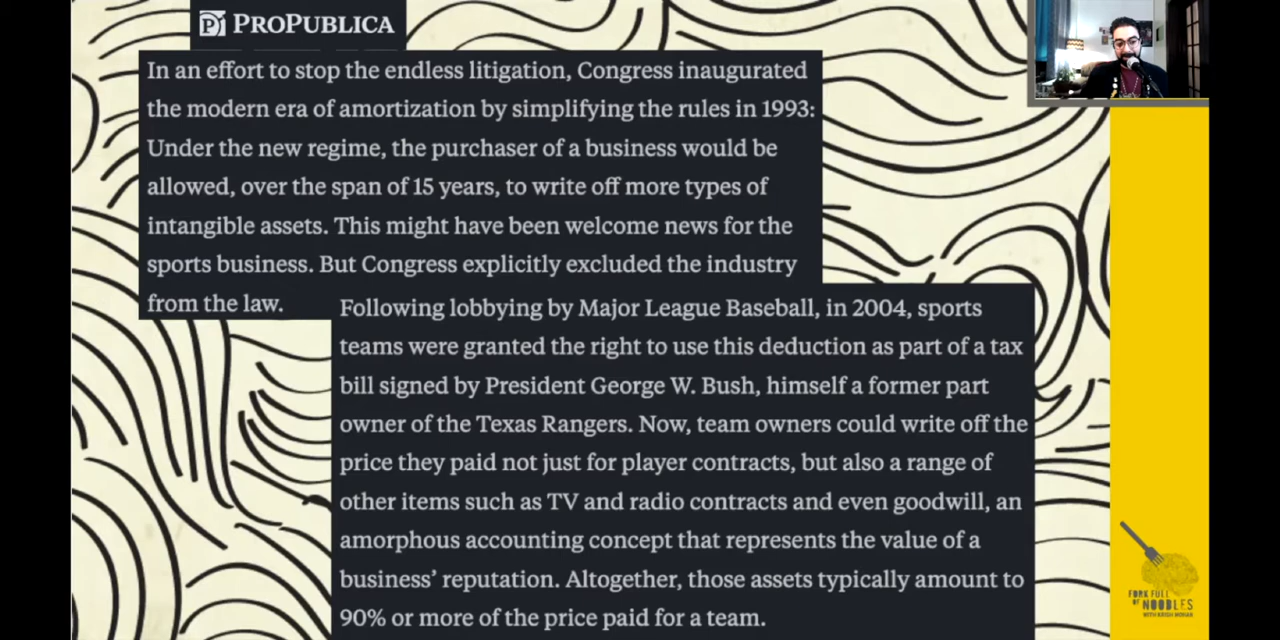 PROPUBLICA
In an effort to stop the endless litigation, Congress inaugurated
the modern era of amortization by simplifying the rules in 1993:
Under the new regime, the purchaser of a business would be
allowed, over the span of 15 years, to write off more types of
intangible assets. This might have been welcome news for the
sports business. But Congress explicitly excluded the industry
from the law.
Following lobbying by Major League Baseball, in 2004, sports
teams were granted the right to use this deduction as part of a tax
bill signed by President George W. Bush, himself a former part
owner of the Texas Rangers. Now, team owners could write off the
price they paid not just for player contracts, but also a range of
other items such as TV and radio contracts and even goodwill, an
amorphous accounting concept that represents the value of a
business’ reputation. Altogether, those assets typically amount to
90% or more of the price paid for a team.
FORK FULL
OF NOODLES
WITH KRISH MOHAN